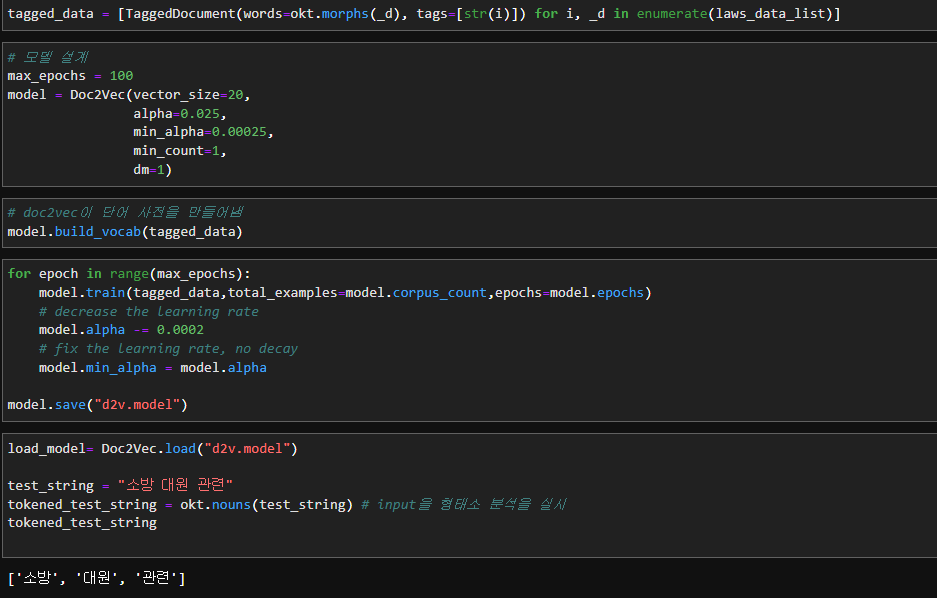 tagged_data = [TaggedDocument(words=okt.morphs(_d), tags=[str(i)]) for i, _d in enumerate(laws_data_list)]
# 모델 설계
max_epochs = 100
model = Doc2Vec(vector_size=20,
                alpha=0.025,
                min_alpha=0.00025,
                min_count=1,
                dm=1)
# doc2vec이 단어 사전을 만들어냄
model.build_vocab(tagged_data)
for epoch in range(max_epochs):
    model.train(tagged_data,total_examples=model.corpus_count,epochs=model.epochs)
    # decrease the learning rate
    model.alpha -= 0.0002
    # fix the learning rate, no decay
    model.min_alpha = model.alpha
model.save("d2v.model")
load_model= Doc2Vec.load("d2v.model")
test_string = "소방 대원 관련"
tokened_test_string = okt.nouns(test_string) # input을 형태소 분석을 실시
tokened_test_string
['소방', '대원', '관련']